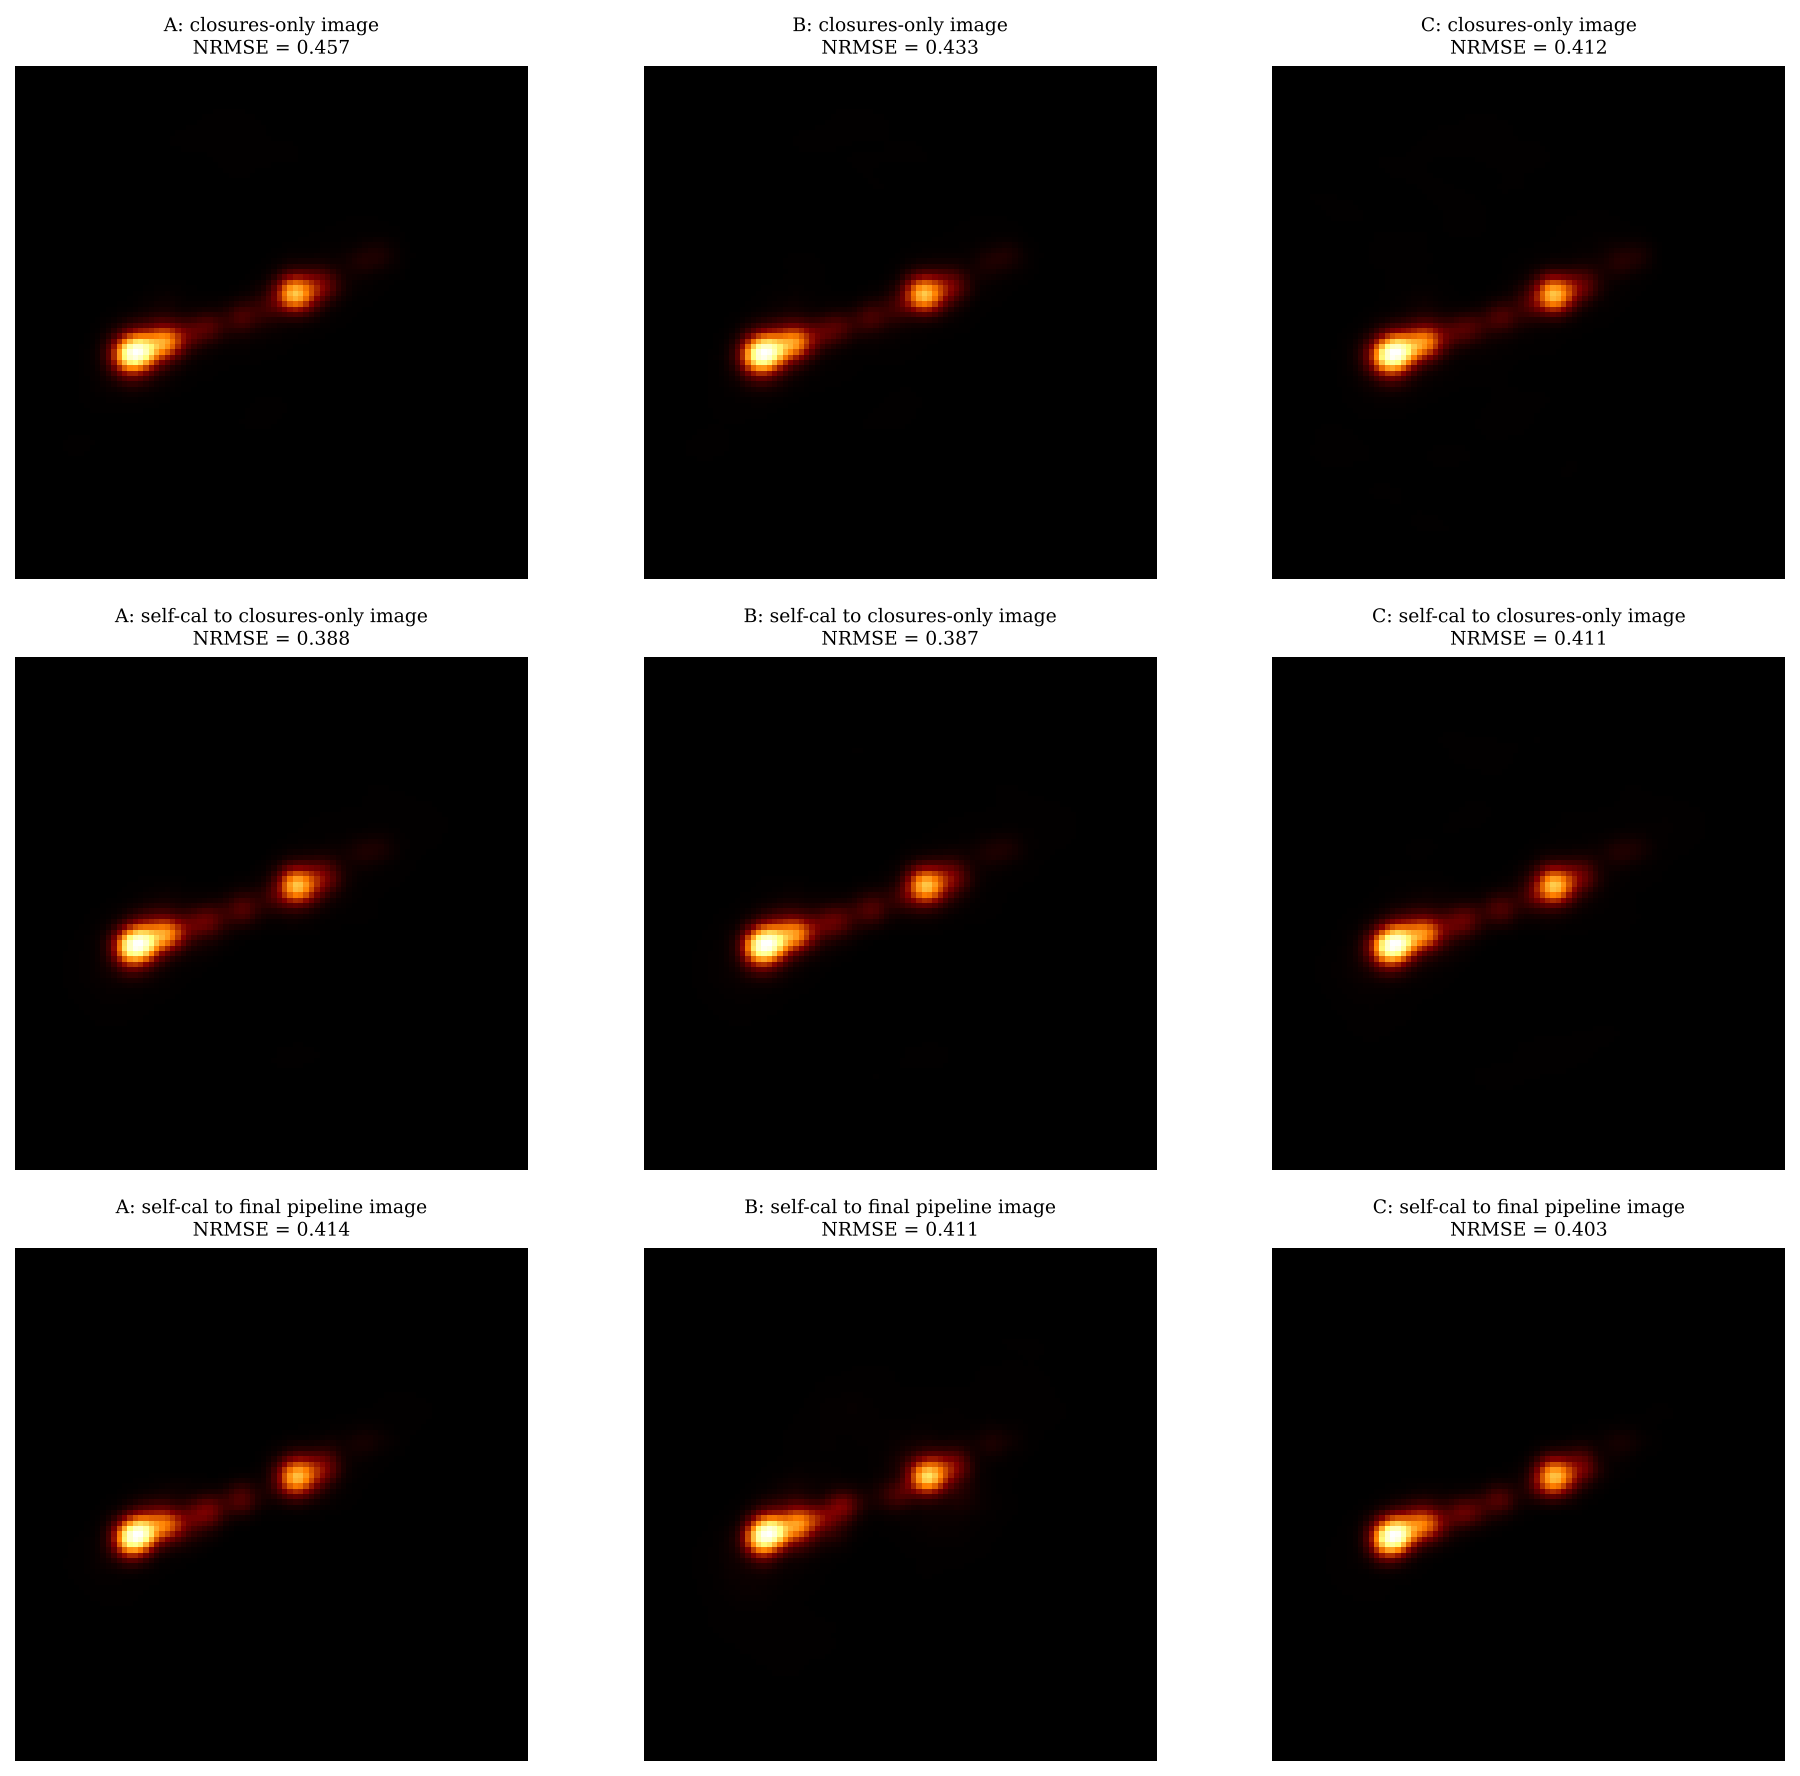 A: closures-only image
NRMSE = 0.457
B: closures-only image
NRMSE = 0.433
C: closures-only image
NRMSE = 0.412
A: self-cal to closures-only image
NRMSE = 0.388
B: self-cal to closures-only image
NRMSE = 0.387
C: self-cal to closures-only image
NRMSE = 0.411
A: self-cal to final pipeline image
NRMSE = 0.414
B: self-cal to final pipeline image
NRMSE = 0.411
C: self-cal to final pipeline image
NRMSE = 0.403